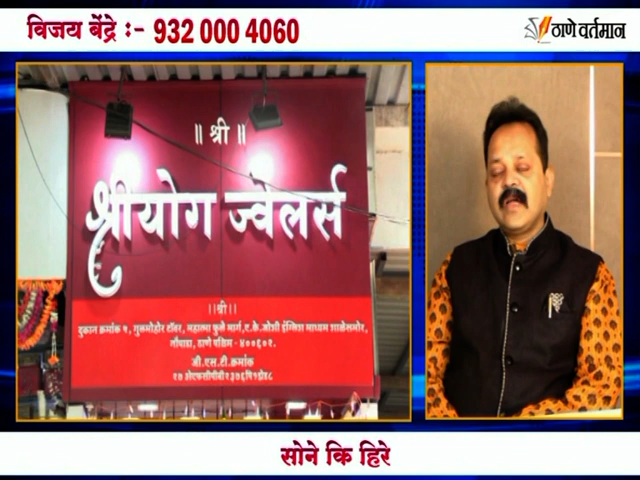 विजय बेंद्रे :- 932 000 4060
ठाणे वर्तमान
॥ श्री ॥
श्रीयोग ज्वेलर्स
॥श्री॥
दुकान क्रमांक ५, गुलमोहोर टॉवर, महात्मा फुले मार्ग, ए.के.जोशी इंग्लिश माध्यम शाळेसमोर,
नौपाडा, ठाणे पश्चिम - ४००६०२.
जी.एस.टी.क्रमांक
सोने कि हिरे